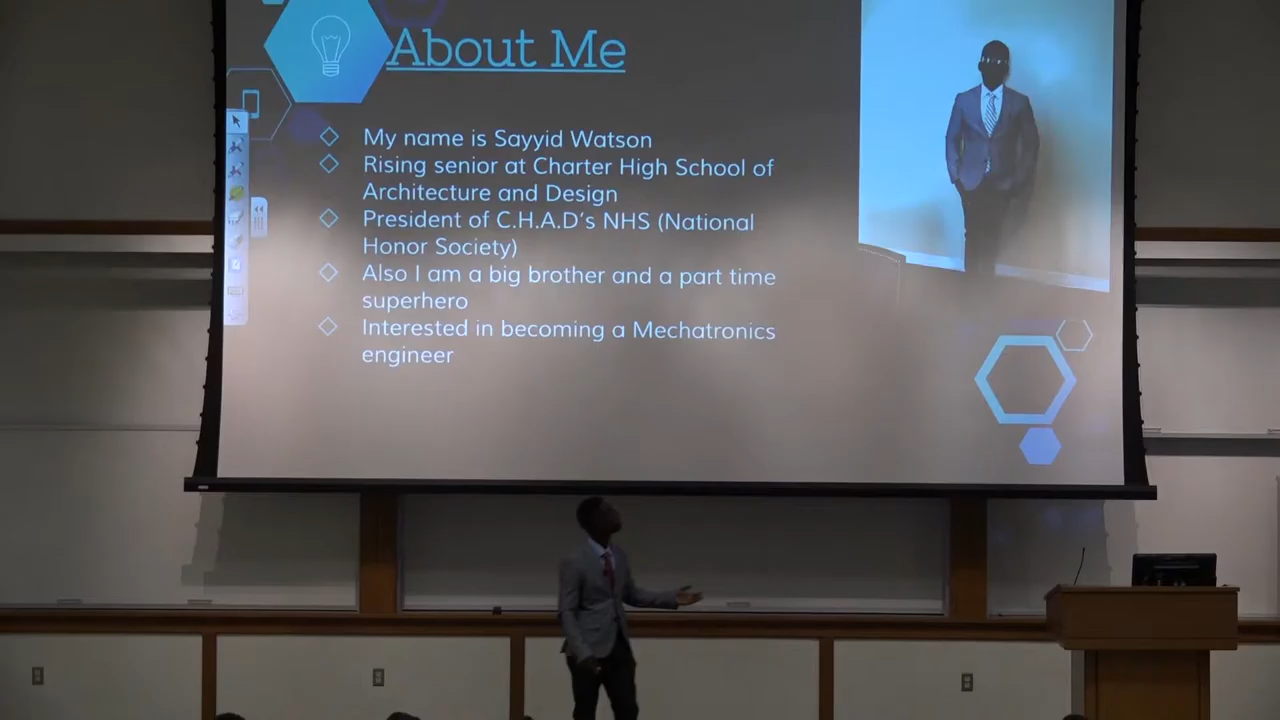 About Me
My name is Sayyid Watson
Rising senior at Charter High School of
Architecture and Design
President of C.H.A.D's NHS (National
Honor Society)
Also I am a big brother and a part time
superhero
Interested in becoming a Mechatronics
engineer